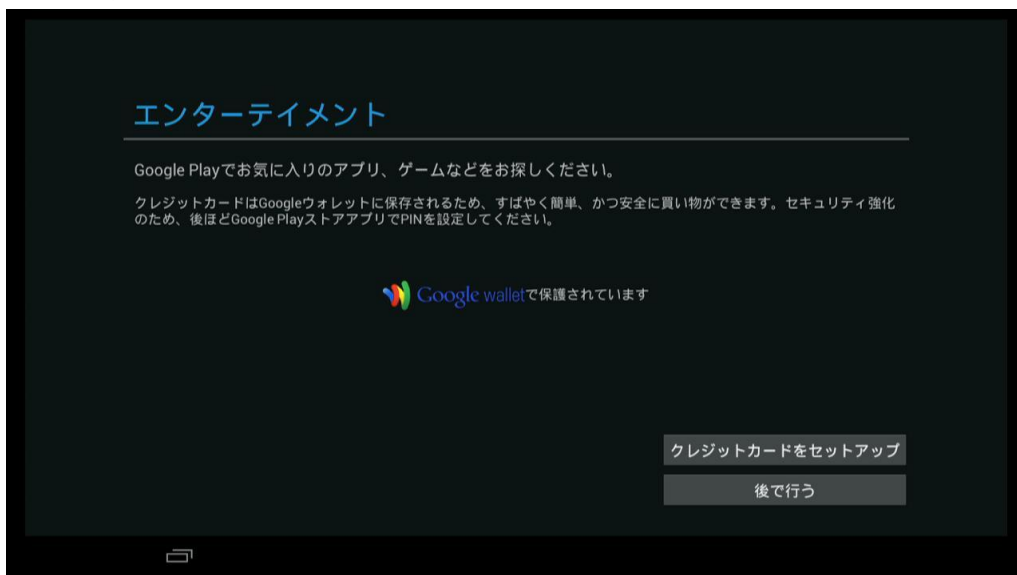 エンターテイメント
Google Playでお気に入りのアプリ、ゲームなどをお探しください。
クレジットカードはGoogleウォレットに保存されるため、すばやく簡単、かつ安全に買い物ができます。セキュリティ強化
のため、後ほどGoogle PlayストアアプリでPINを設定してください。
Google walletで保護されています
クレジットカードをセットアップ
後で行う